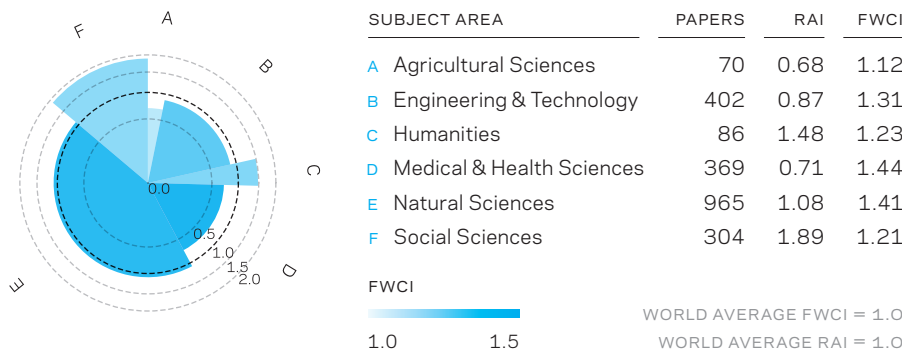 A
F
B
C
0.0
0.5
1.0
1.5
2.0
D
E
SUBJECT AREA PAPERS RAI FWCI
A Agricultural Sciences 70 0.68 1.12
B Engineering & Technology 402 0.87 1.31
C Humanities 86 1.48 1.23
D Medical & Health Sciences 369 0.71 1.44
E Natural Sciences 965 1.08 1.41
F Social Sciences 304 1.89 1.21
FWCI
1.0 1.5
WORLD AVERAGE FWCI = 1.0
WORLD AVERAGE RAI = 1.0